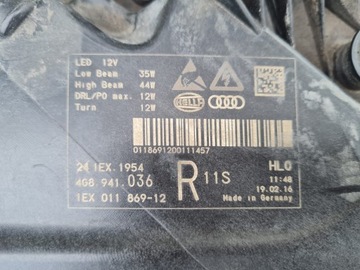 LED 12V
Low Beam 35W
High Beam 44W
DRL/PO max. 12W
Turn 12W
HELLA
0118691200111457
24 1EX.1954
4G8.941.036
1EX 011 869-12
R 11S
HLO
11:48
19.02.16
Made in Germany